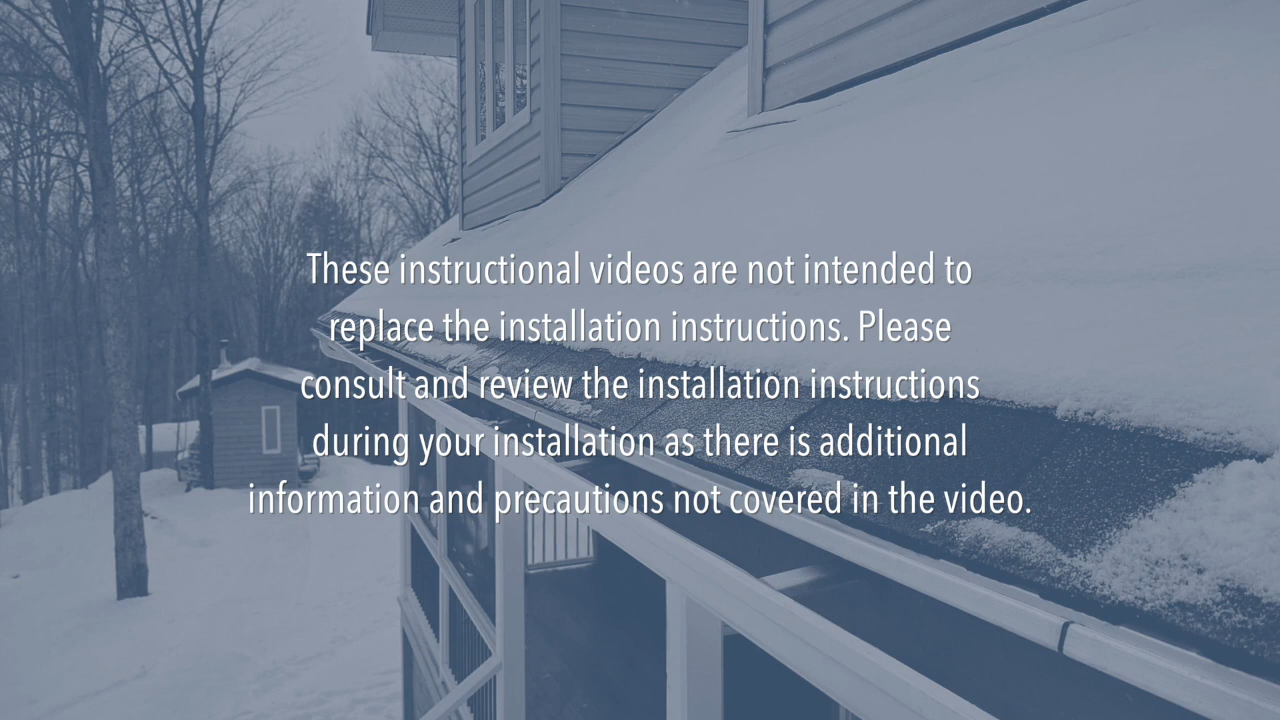 These instructional videos are not intended to
replace the installation instructions. Please
consult and review the installation instructions
during your installation as there is additional
information and precautions not covered in the video.